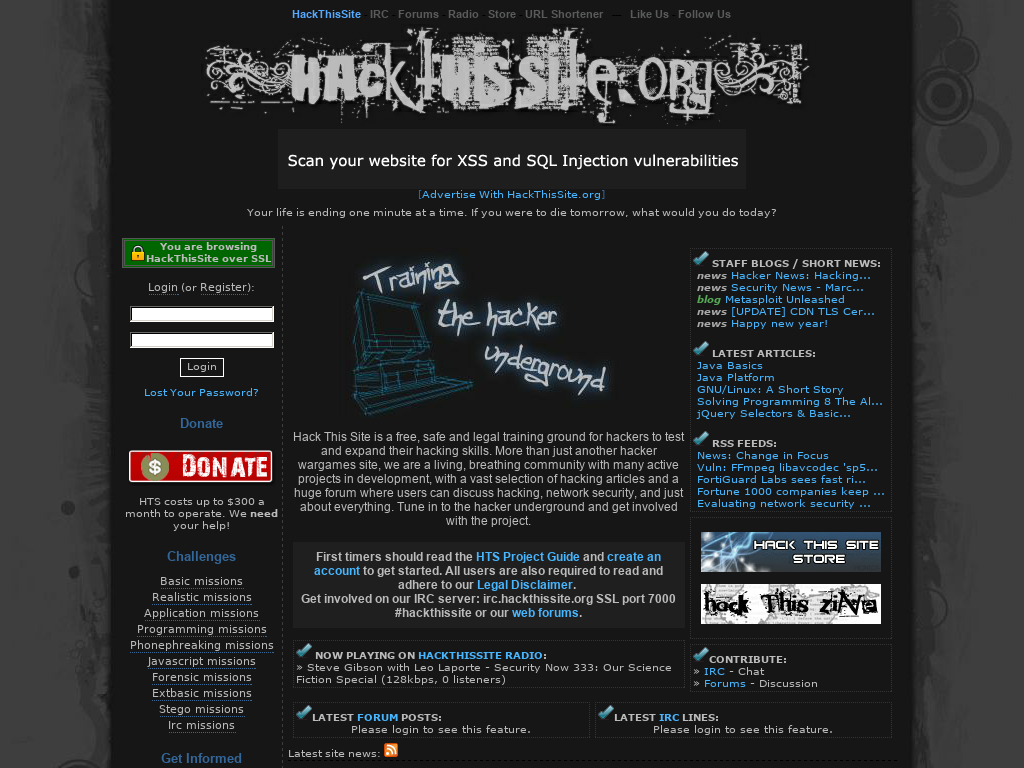 HackThisSite IRC Forums Radio Store URL Shortener — Like Us Follow Us
HackThisSite.org
Scan your website for XSS and SQL Injection vulnerabilities
[Advertise With HackThisSite.org]
Your life is ending one minute at a time. If you were to die tomorrow, what would you do today?
You are browsing
HackThisSite over SSL
Login (or Register):
Login
Lost Your Password?
Donate
DONATE
HTS costs up to $300 a
month to operate. We need
your help!
Challenges
Basic missions
Realistic missions
Application missions
Programming missions
Phonephreaking missions
Javascript missions
Forensic missions
Extbasic missions
Stego missions
Irc missions
Get Informed
Training
the hacker
underground
Hack This Site is a free, safe and legal training ground for hackers to test
and expand their hacking skills. More than just another hacker
wargames site, we are a living, breathing community with many active
projects in development, with a vast selection of hacking articles and a
huge forum where users can discuss hacking, network security, and just
about everything. Tune in to the hacker underground and get involved
with the project.
First timers should read the HTS Project Guide and create an
account to get started. All users are also required to read and
adhere to our Legal Disclaimer.
Get involved on our IRC server: irc.hackthissite.org SSL port 7000
#hackthissite or our web forums.
NOW PLAYING ON HACKTHISSITE RADIO:
» Steve Gibson with Leo Laporte - Security Now 333: Our Science
Fiction Special (128kbps, 0 listeners)
LATEST FORUM POSTS:
Please login to see this feature.
LATEST IRC LINES:
Please login to see this feature.
Latest site news:
STAFF BLOGS / SHORT NEWS:
news Hacker News: Hacking...
news Security News - Marc...
blog Metasploit Unleashed
news [UPDATE] CDN TLS Cer...
news Happy new year!
LATEST ARTICLES:
Java Basics
Java Platform
GNU/Linux: A Short Story
Solving Programming 8 The Al...
jQuery Selectors & Basic...
RSS FEEDS:
News: Change in Focus
Vuln: FFmpeg libavcodec 'sp5...
FortiGuard Labs sees fast ri...
Fortune 1000 companies keep ...
Evaluating network security ...
HACK THIS SITE
STORE
hack This ziNe
CONTRIBUTE:
» IRC - Chat
» Forums - Discussion